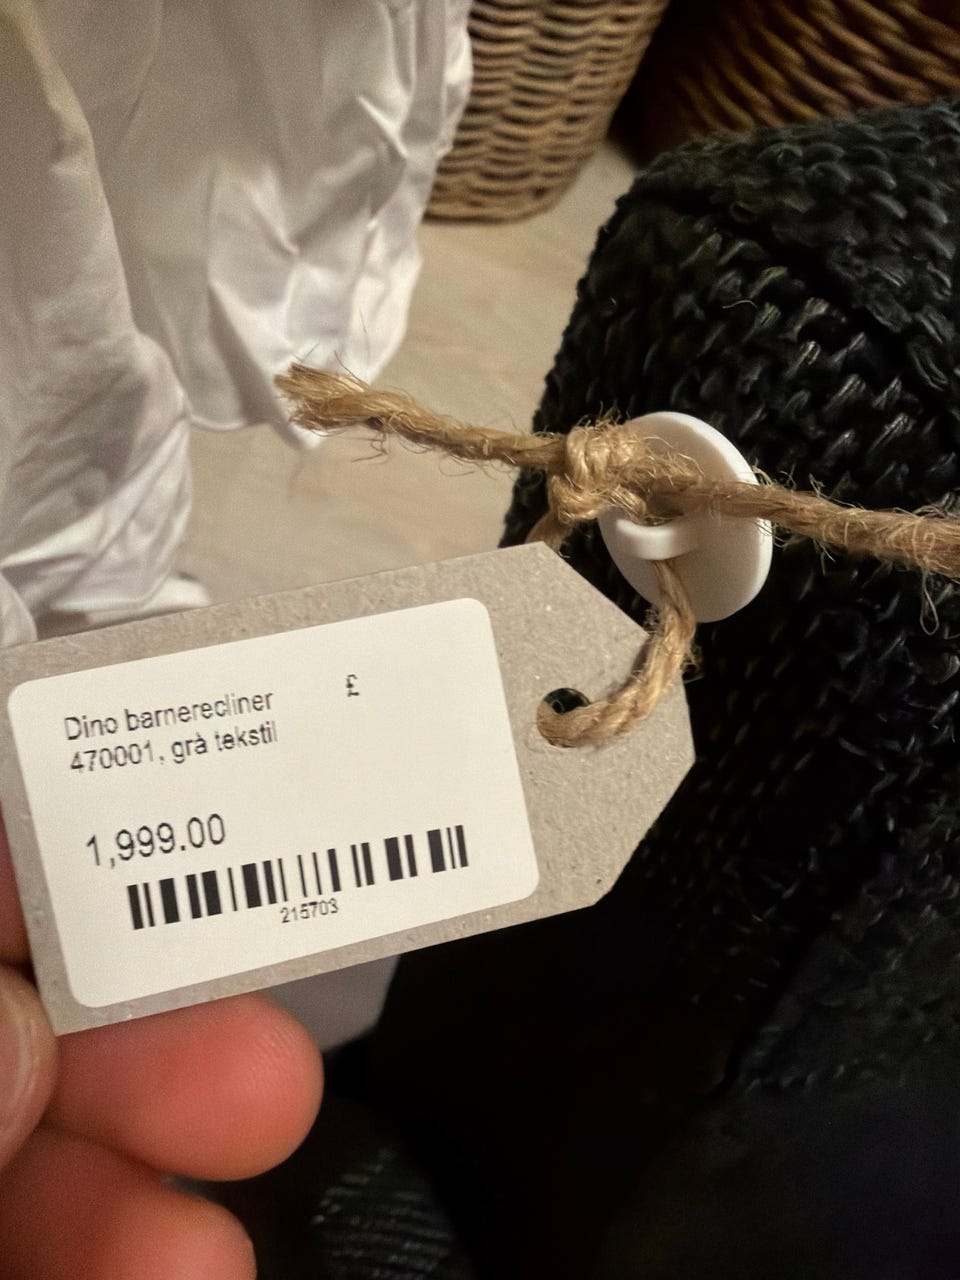 Dino barnerecliner £
470001, grå tekstil
1,999.00
215703